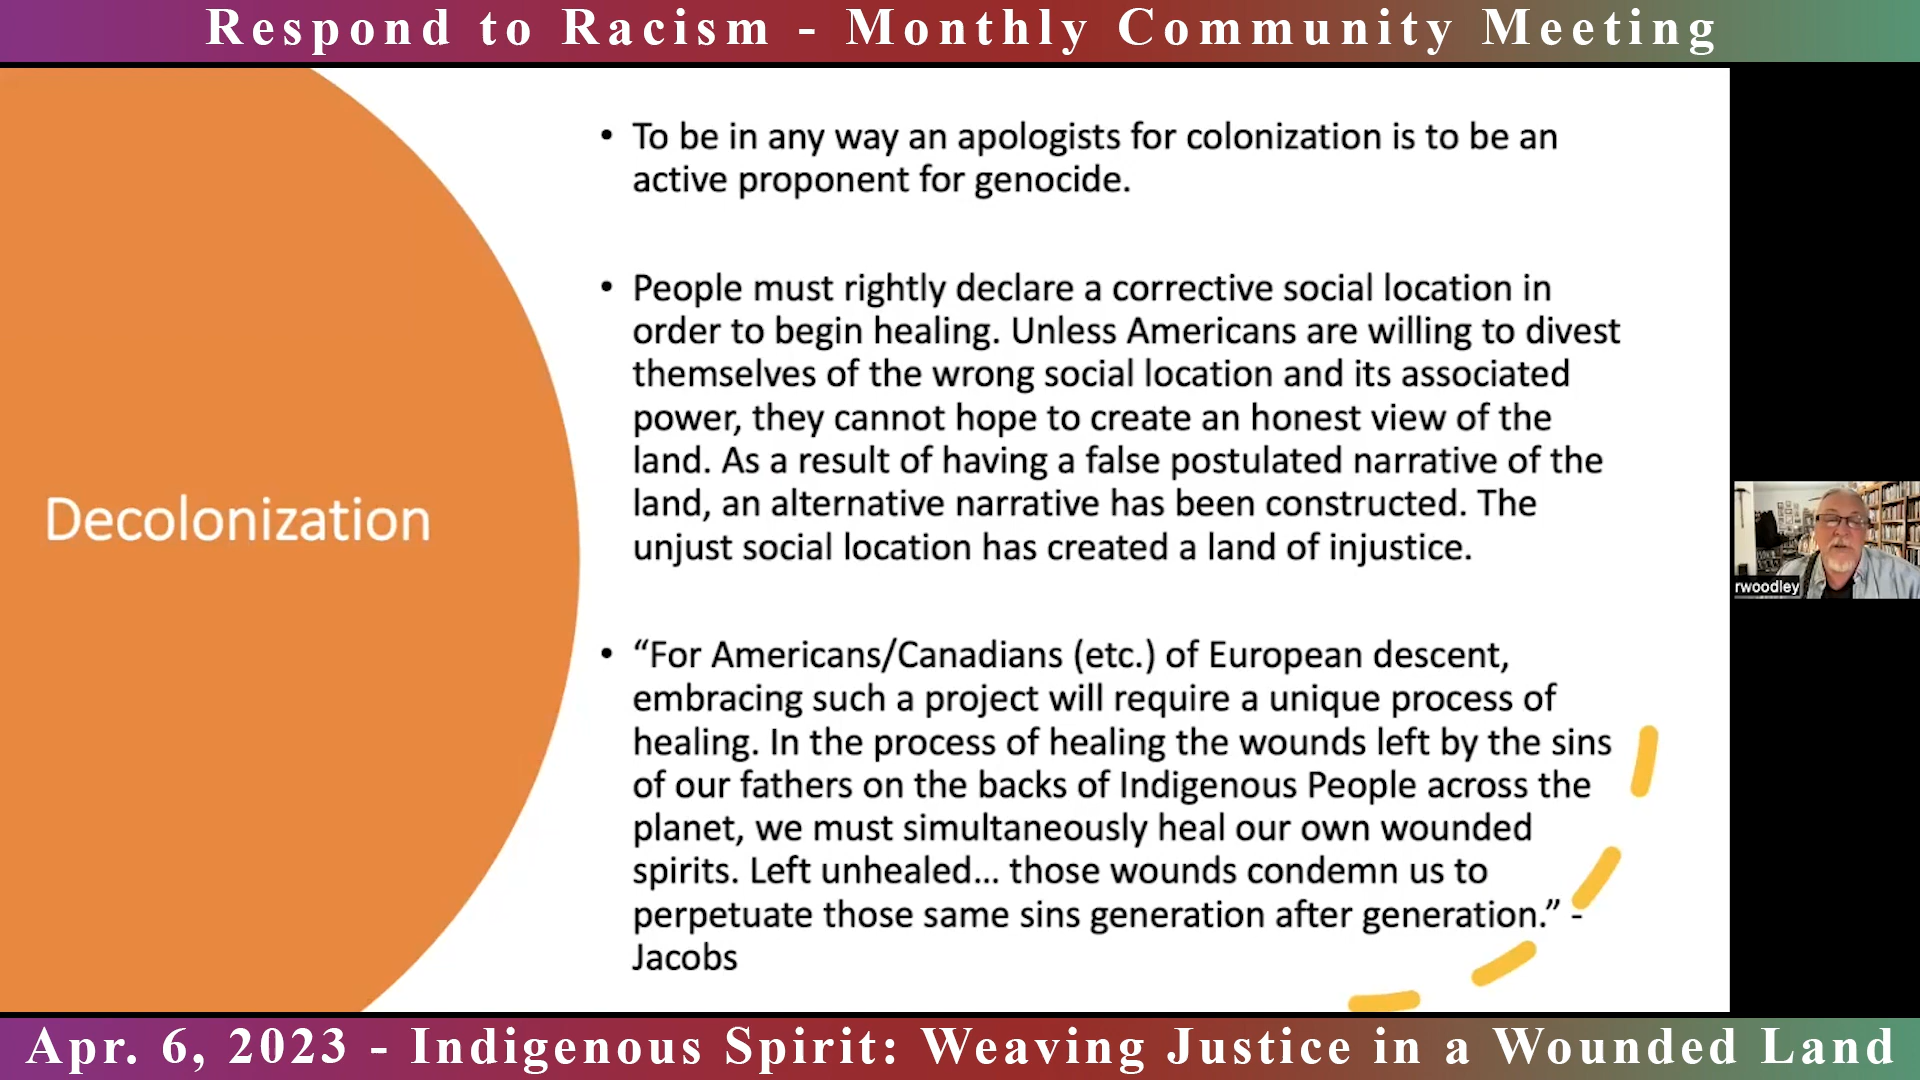 Respond to Racism - Monthly Community Meeting
Decolonization
• To be in any way an apologists for colonization is to be an
active proponent for genocide.
• People must rightly declare a corrective social location in
order to begin healing. Unless Americans are willing to divest
themselves of the wrong social location and its associated
power, they cannot hope to create an honest view of the
land. As a result of having a false postulated narrative of the
land, an alternative narrative has been constructed. The
unjust social location has created a land of injustice.
• “For Americans/Canadians (etc.) of European descent,
embracing such a project will require a unique process of
healing. In the process of healing the wounds left by the sins
of our fathers on the backs of Indigenous People across the
planet, we must simultaneously heal our own wounded
spirits. Left unhealed… those wounds condemn us to
perpetuate those same sins generation after generation.” -
Jacobs
rwoodley
Apr. 6, 2023 - Indigenous Spirit: Weaving Justice in a Wounded Land